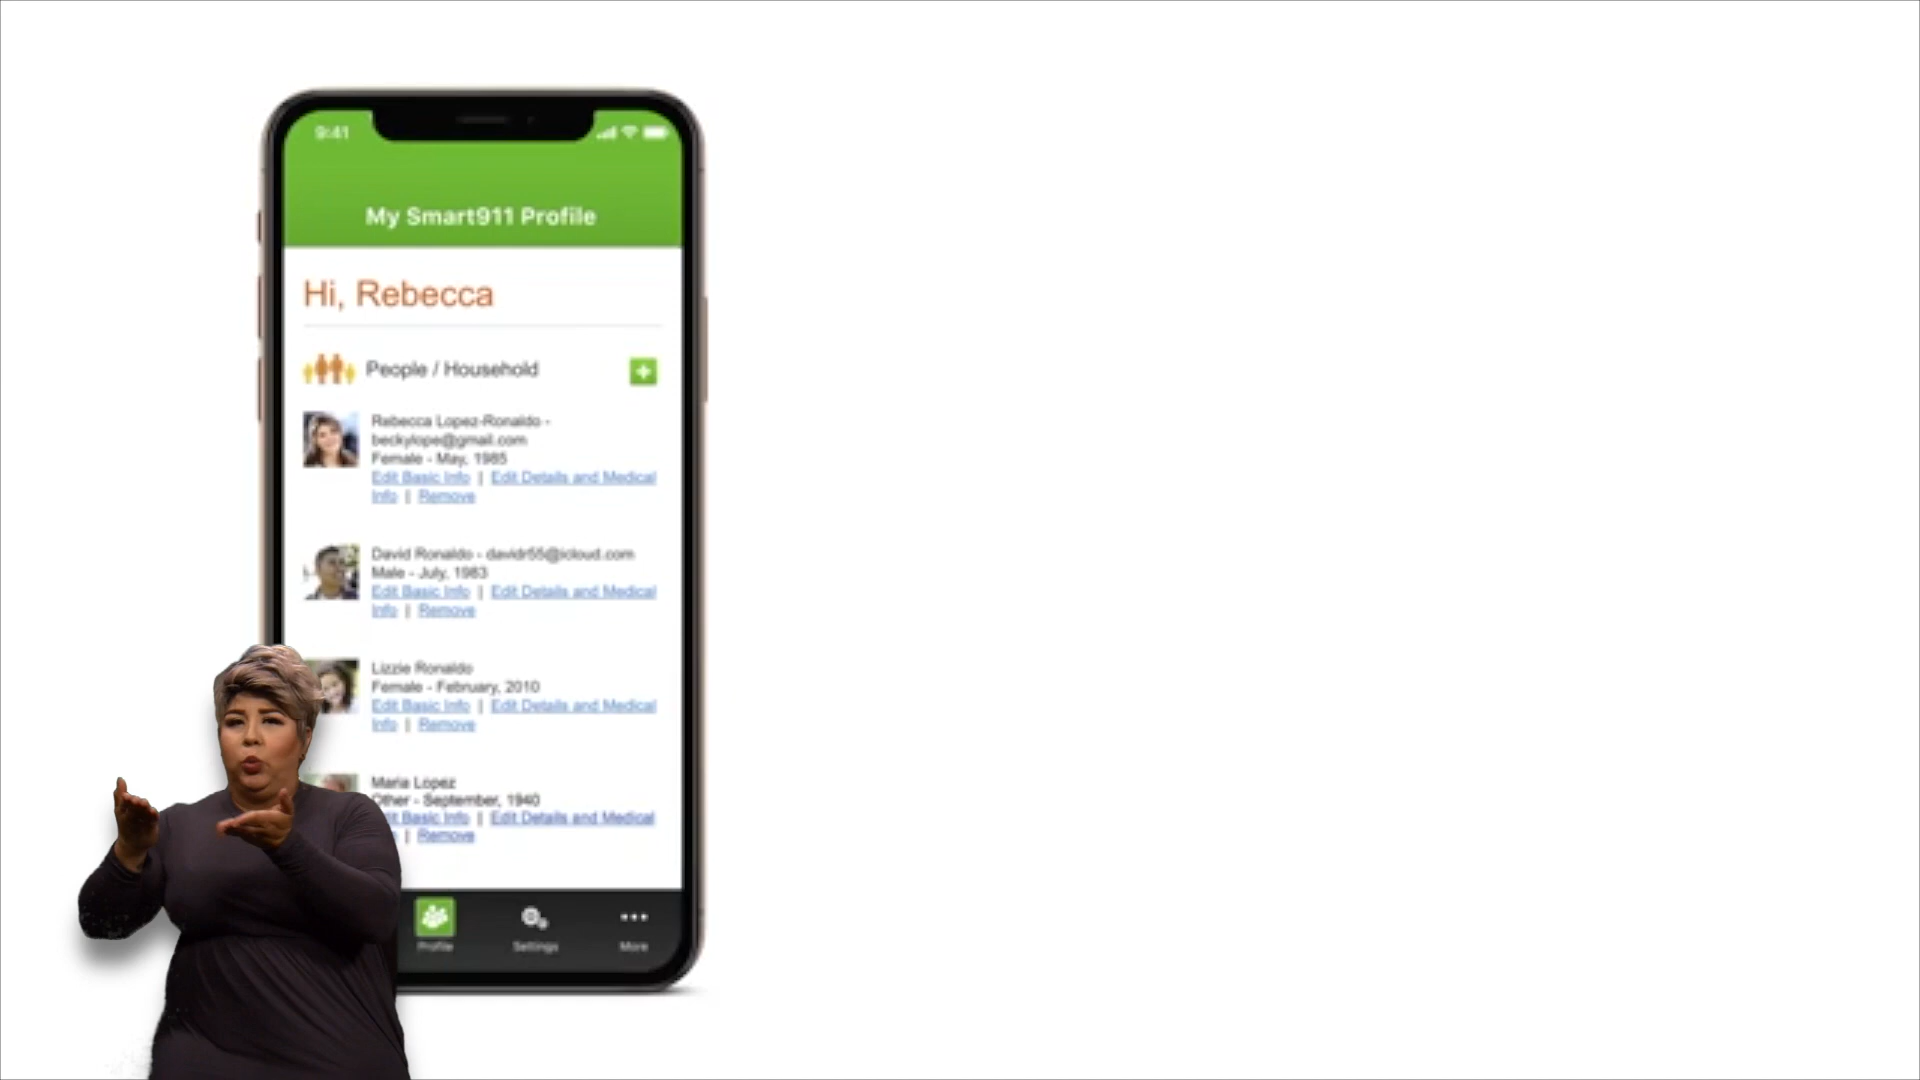 9:41
My Smart911 Profile
Hi, Rebecca
People / Household
Rebecca Lopez-Ronaldo -
beckylope@gmail.com
Female - May, 1985
Edit Basic Info | Edit Details and Medical
Info | Remove
David Ronaldo - davidr55@icloud.com
Male - July, 1983
Edit Basic Info | Edit Details and Medical
Info | Remove
Lizzie Ronaldo
Female - February, 2010
Edit Basic Info | Edit Details and Medical
Info | Remove
Maria Lopez
Other - September, 1940
Basic Info | Edit Details and Medical
| Remove
Profile
Settings
More